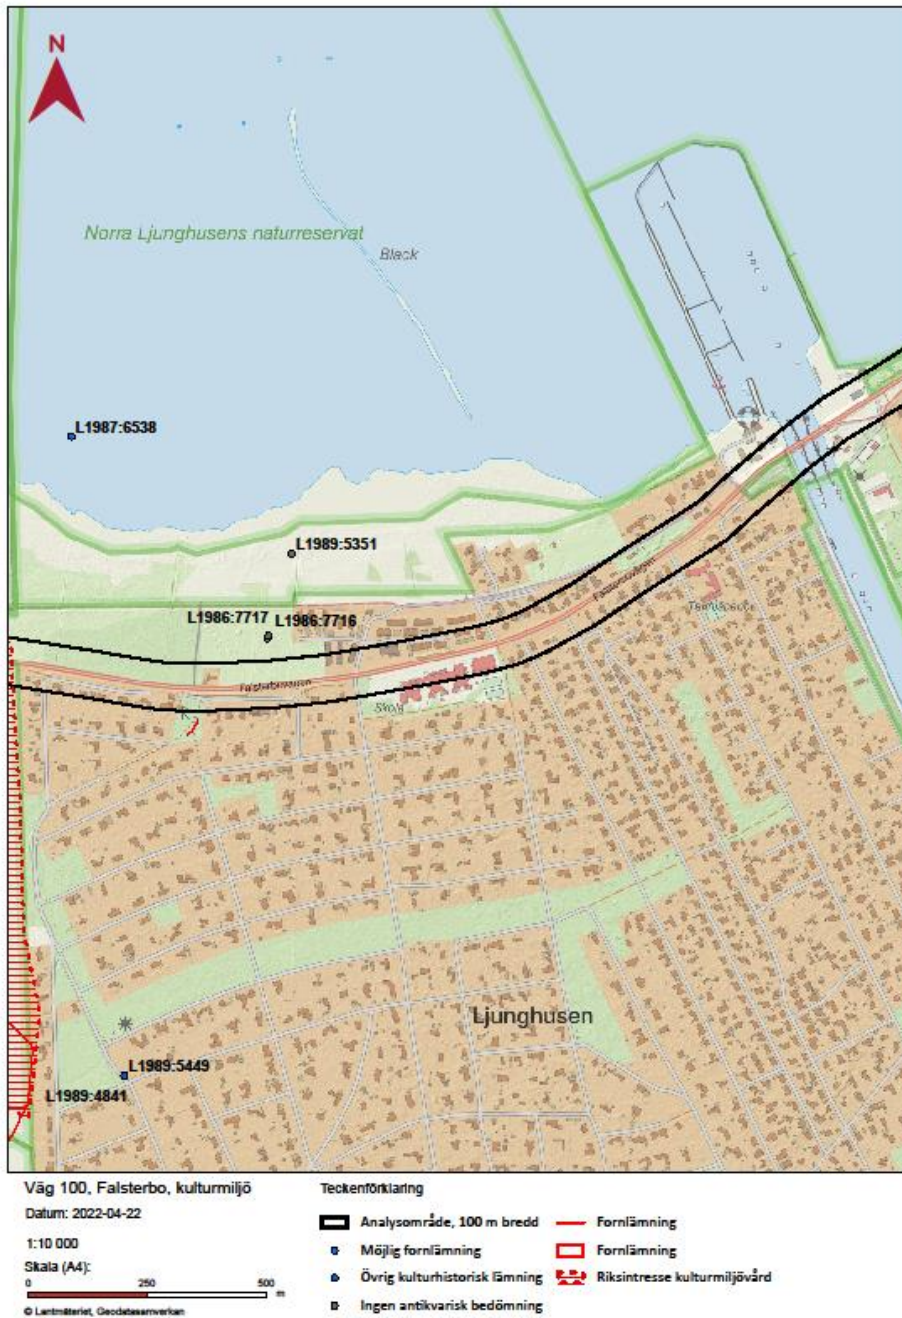 N
Norra Ljunghusens naturreservat
Black
L1987:6538
L1989:5351
L1986:7717
L1986:7716
Falsterbovägen
Falsterbovägen
Skola
Ljunghusen
L1989:5449
L1989:4841
Väg 100, Falsterbo, kulturmiljö
Datum: 2022-04-22
1:10 000
Skala (A4):
0 250 500
m
© Lantmäteriet, Geodatasamverkan
Teckenförklaring
Analysområde, 100 m bredd
Möjlig fornlämning
Övrig kulturhistorisk lämning
Ingen antikvarisk bedömning
Fornlämning
Fornlämning
Riksintresse kulturmiljövård